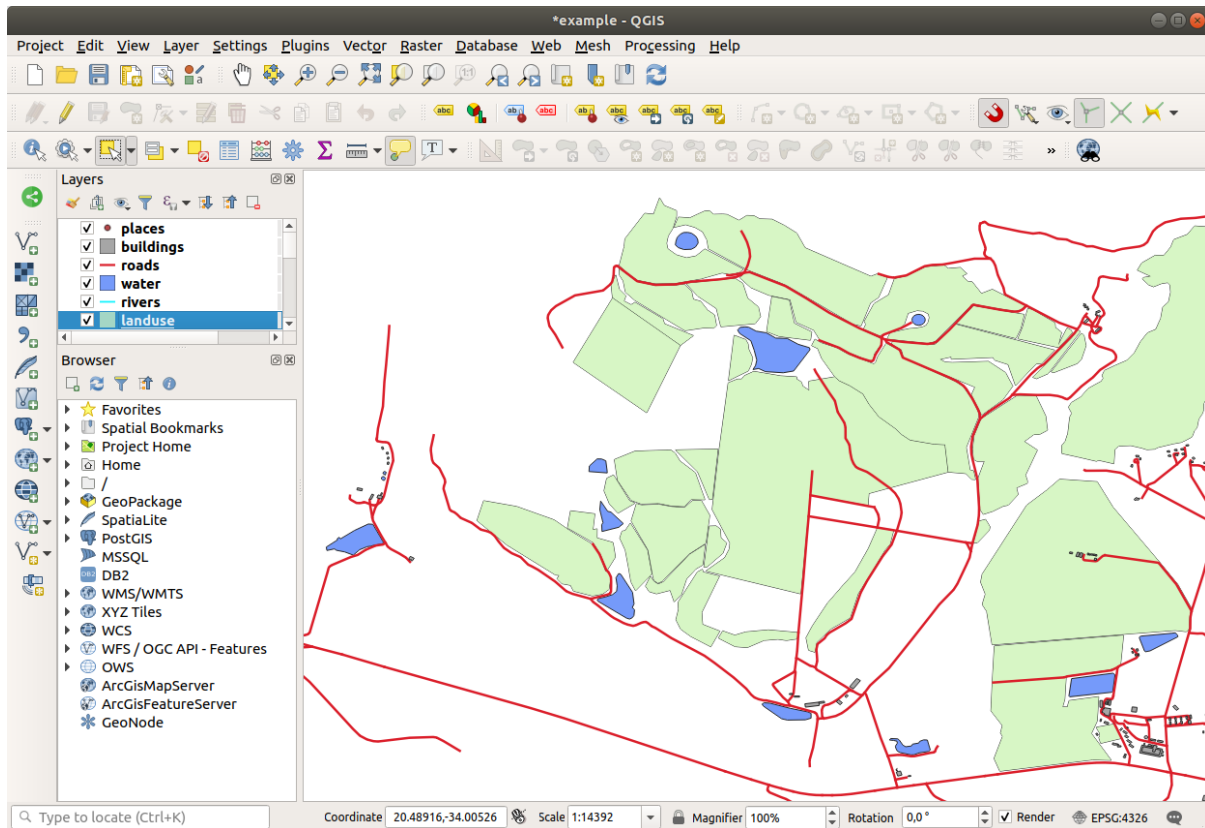 *example - QGIS
Project Edit View Layer Settings Plugins Vector Raster Database Web Mesh Processing Help
Layers
places
buildings
roads
water
rivers
landuse
Browser
Favorites
Spatial Bookmarks
Project Home
Home
/
GeoPackage
SpatiaLite
PostGIS
MSSQL
DB2
WMS/WMTS
XYZ Tiles
WCS
WFS / OGC API - Features
OWS
ArcGisMapServer
ArcGisFeatureServer
GeoNode
Type to locate (Ctrl+K) Coordinate 20.48916,-34.00526 Scale 1:14392 Magnifier 100% Rotation 0,0 ° Render EPSG:4326